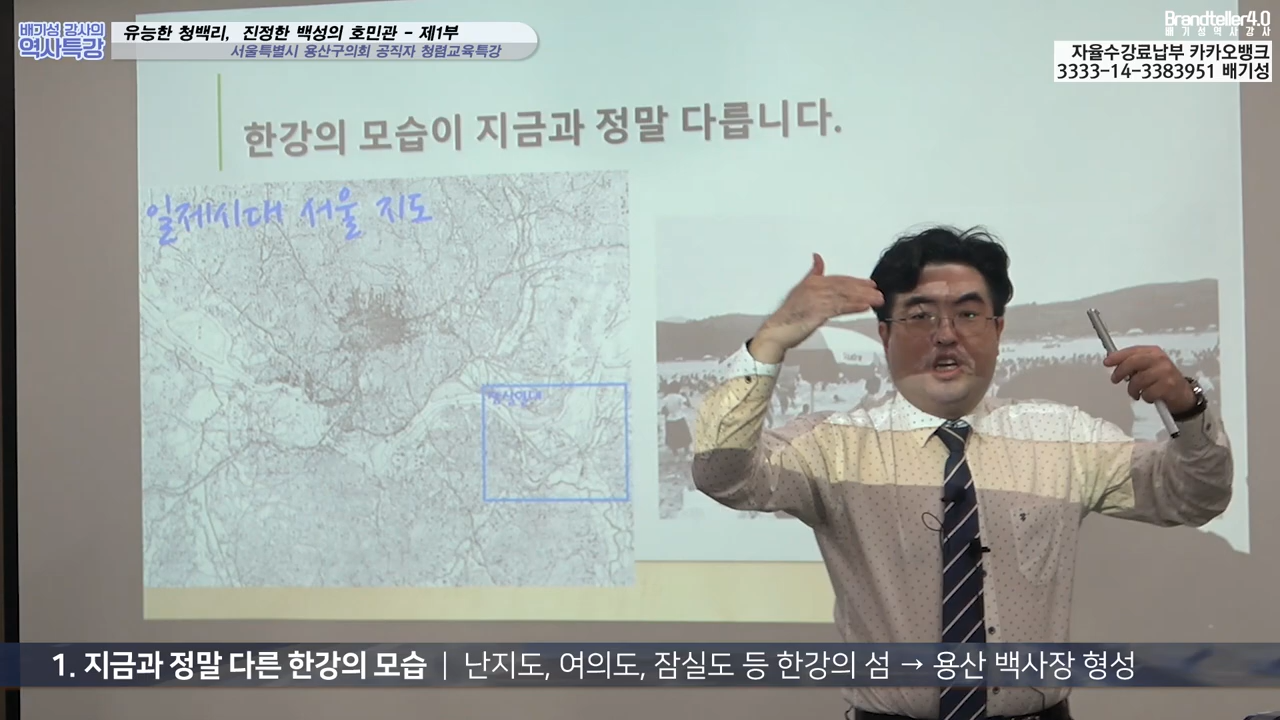 배기성 강사의
역사특강
유능한 청백리, 진정한 백성의 호민관 - 제1부
서울특별시 용산구의회 공직자 청렴교육특강
Brandteller4.0
배기성역사강사
자율수강료납부 카카오뱅크
3333-14-3383951 배기성
한강의 모습이 지금과 정말 다릅니다.
일제시대 서울 지도
1. 지금과 정말 다른 한강의 모습 | 난지도, 여의도, 잠실도 등 한강의 섬 → 용산 백사장 형성